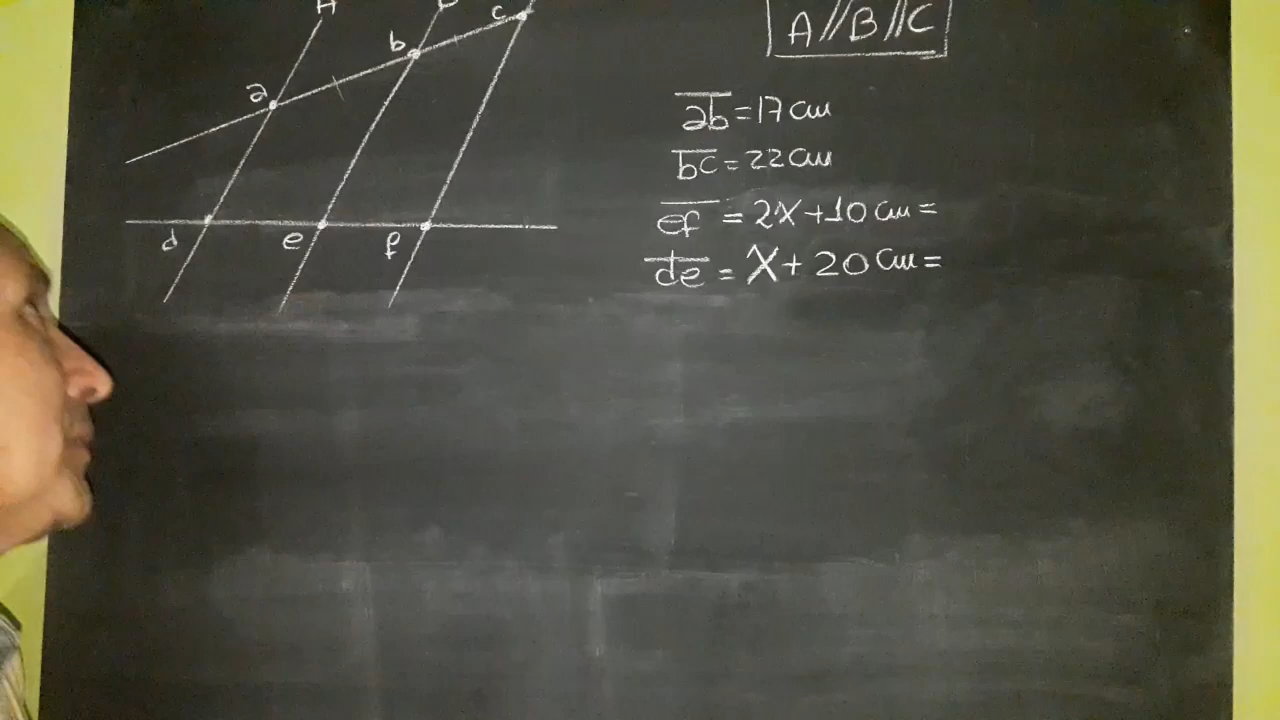 A
c
b
a
d e f
A//B//C
ab = 17 cm
bc = 22 cm
ef = 2x + 10 cm =
de = x + 20 cm =